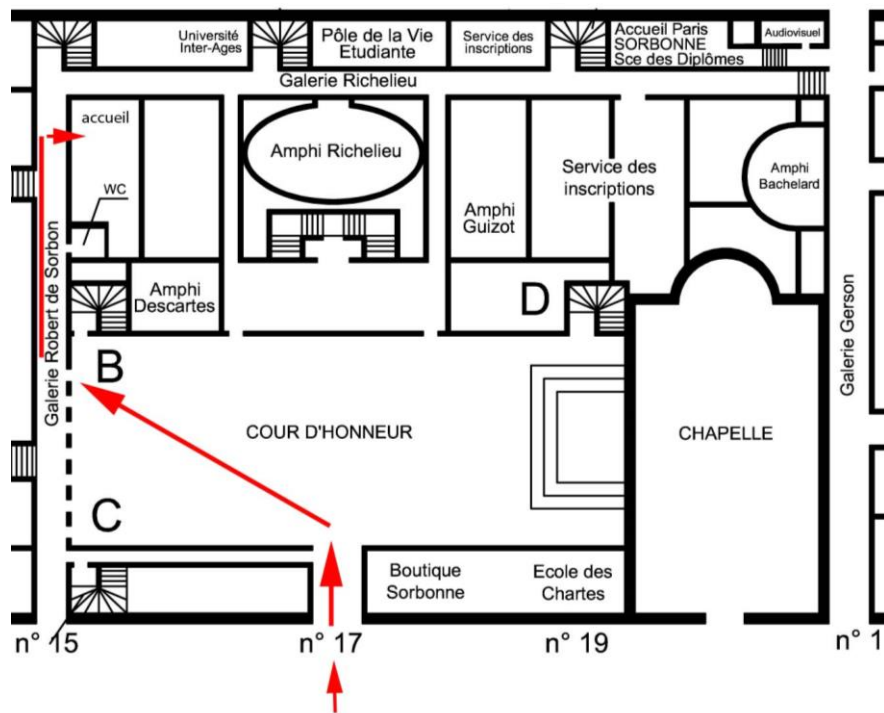 Université
Inter-Ages
Pôle de la Vie
Etudiante
Service des
inscriptions
Accueil Paris
SORBONNE
Sce des Diplômes
Audiovisuel
Galerie Richelieu
accueil
WC
Amphi Richelieu
Amphi
Guizot
Service des
inscriptions
Amphi
Bachelard
Galerie Robert de Sorbon
Amphi
Descartes
D
B
Galerie Gerson
COUR D'HONNEUR
CHAPELLE
C
Boutique
Sorbonne
Ecole des
Chartes
n° 15
n° 17
n° 19
n° 1